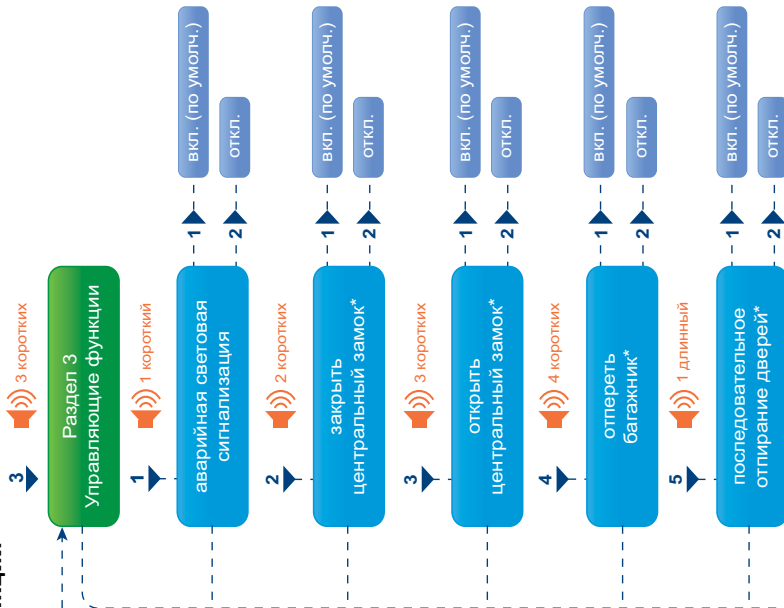 3
3 коротких
Раздел 3
Управляющие функции
1
1 короткий
аварийная световая
сигнализация
1
вкл. (по умолч.)
2
откл.
2
2 коротких
закрыть
центральный замок*
1
вкл. (по умолч.)
2
откл.
3
3 коротких
открыть
центральный замок*
1
вкл. (по умолч.)
2
откл.
4
4 коротких
отпереть
багажник*
1
вкл. (по умолч.)
2
откл.
5
1 длинный
последовательное
отпирание дверей*
1
вкл. (по умолч.)
2
откл.